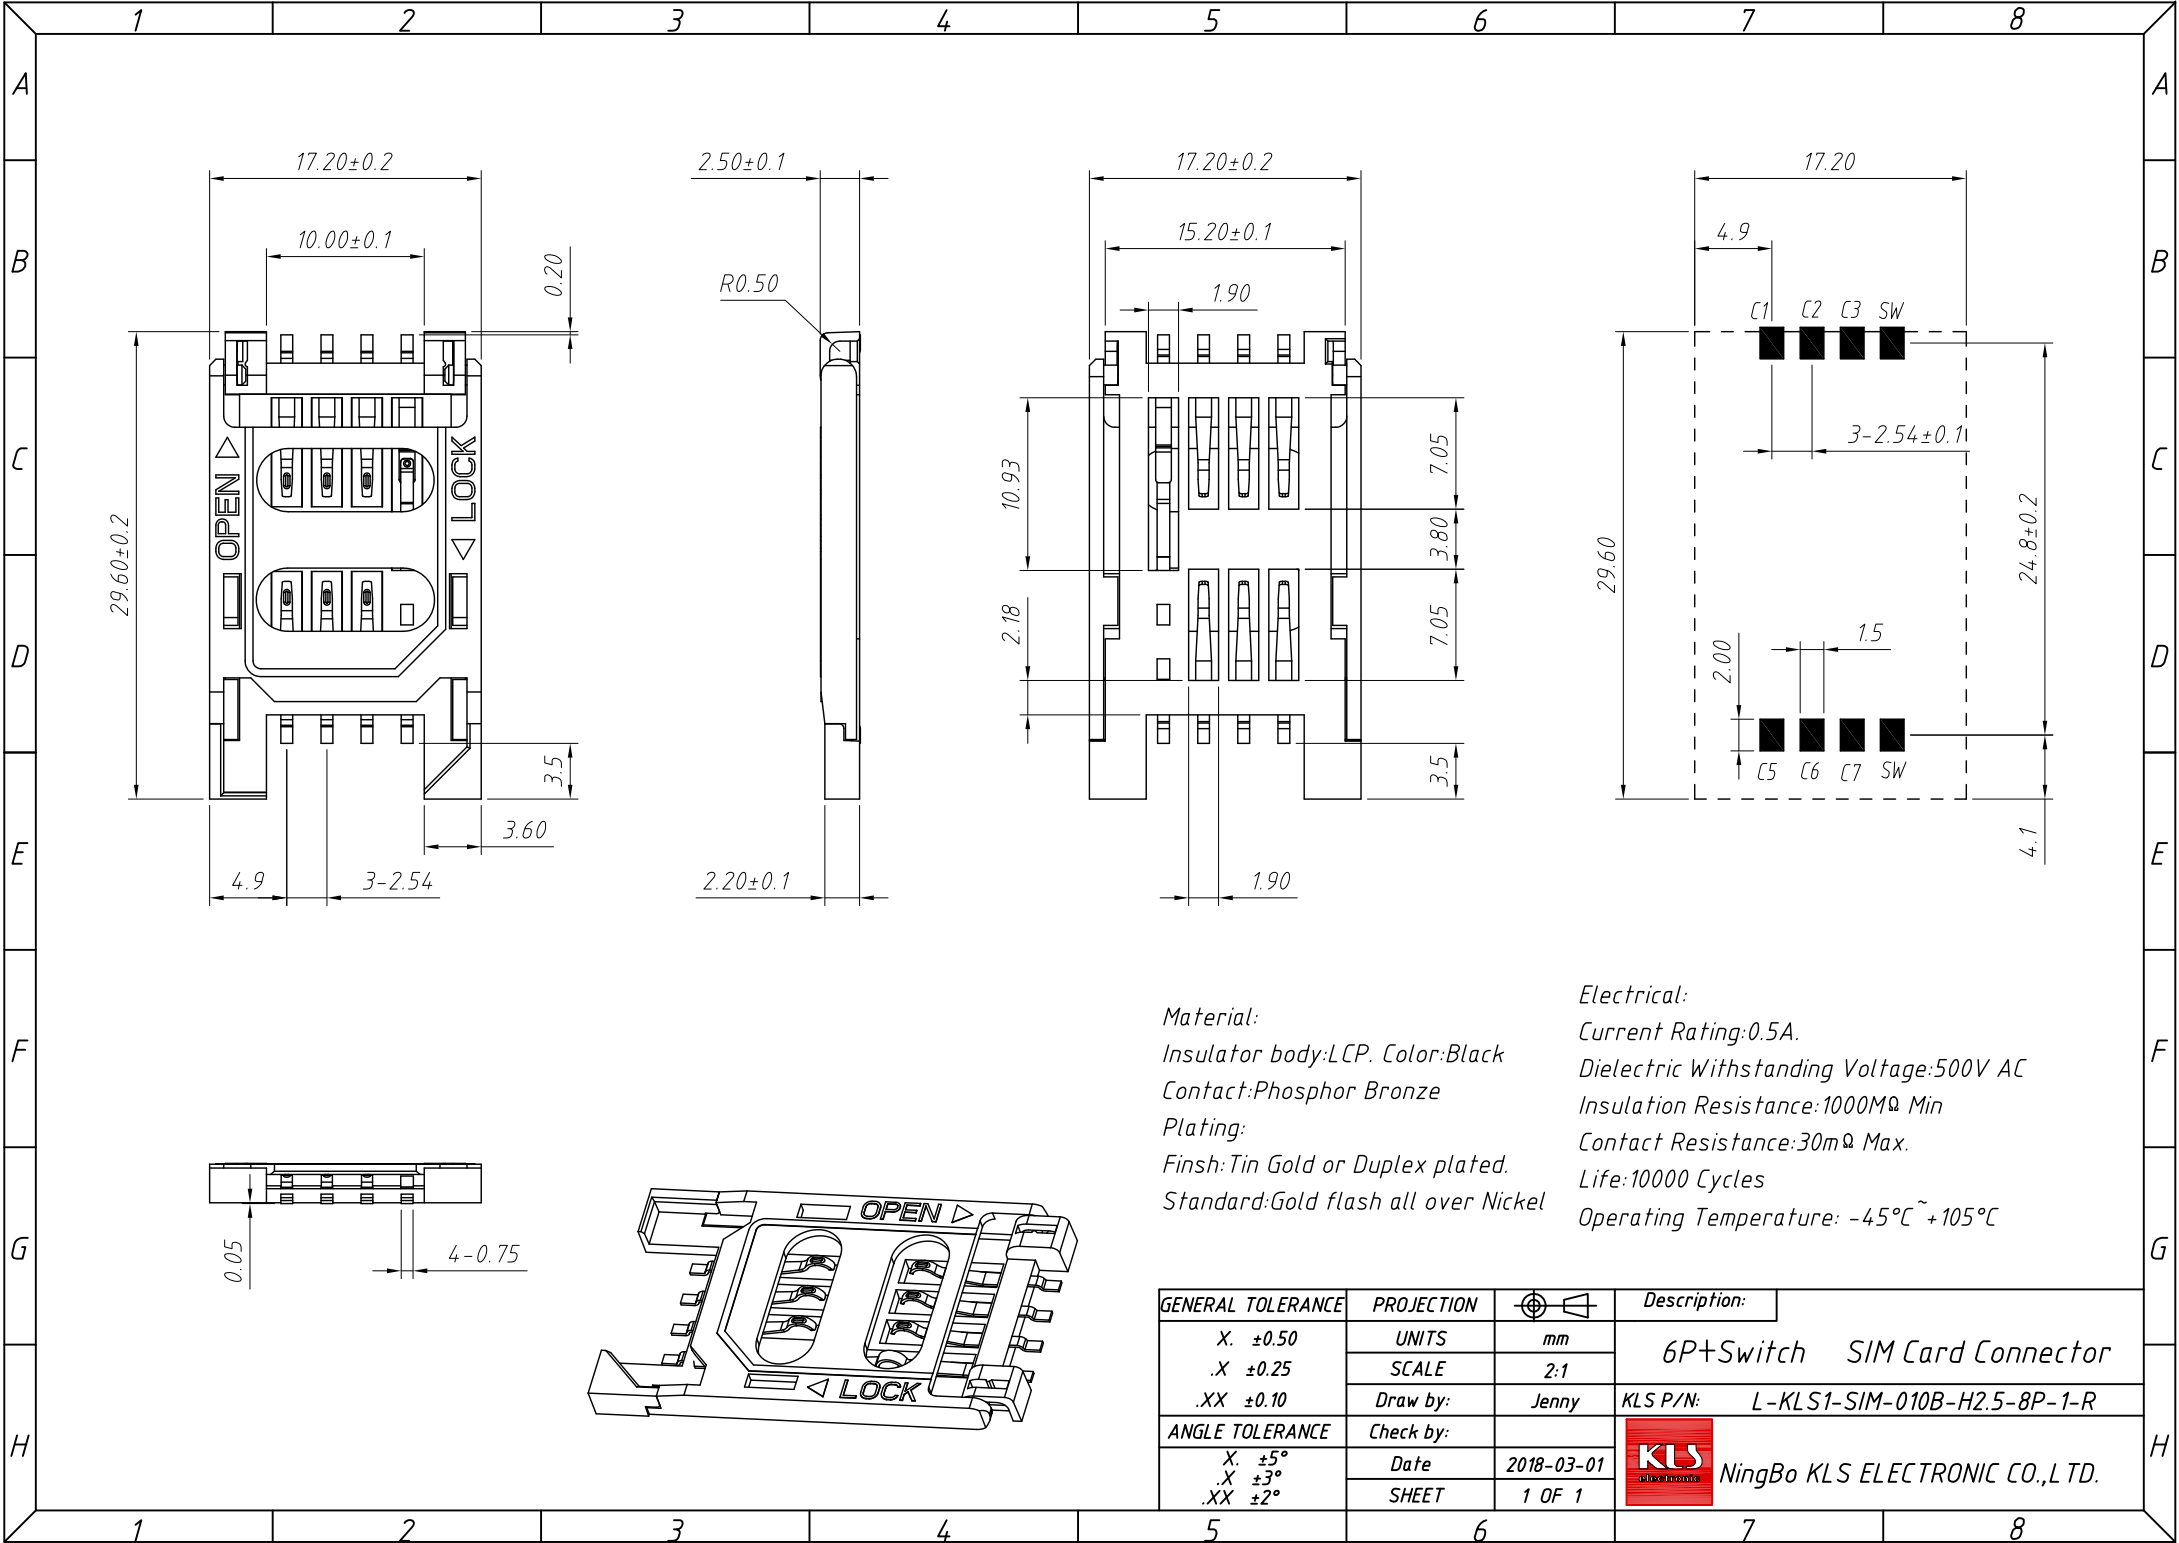 1 2 3 4 5 6 7 8
A A
B B
C C
D D
E E
F F
G G
H H
17.20±0.2
10.00±0.1
0.20
29.60±0.2
OPEN
LOCK
3.5
3.60
4.9
3-2.54
2.50±0.1
R0.50
2.20±0.1
17.20±0.2
15.20±0.1
1.90
10.93
7.05
3.80
2.18
7.05
3.5
1.90
17.20
4.9
C1 C2 C3 SW
3-2.54±0.1
29.60
24.8±0.2
1.5
2.00
C5 C6 C7 SW
4.1
0.05
4-0.75
OPEN
LOCK
Material:
Insulator body:LCP. Color:Black
Contact:Phosphor Bronze
Plating:
Finsh:Tin Gold or Duplex plated.
Standard:Gold flash all over Nickel
Electrical:
Current Rating:0.5A.
Dielectric Withstanding Voltage:500V AC
Insulation Resistance:1000MΩ Min
Contact Resistance:30mΩ Max.
Life:10000 Cycles
Operating Temperature: -45°C~+105°C
GENERAL TOLERANCE
X. ±0.50
.X ±0.25
.XX ±0.10
ANGLE TOLERANCE
X. ±5°
.X ±3°
.XX ±2°
PROJECTION
UNITS mm
SCALE 2:1
Draw by: Jenny
Check by:
Date 2018-03-01
SHEET 1 OF 1
Description:
6P+Switch SIM Card Connector
KLS P/N: L-KLS1-SIM-010B-H2.5-8P-1-R
KLS
electronic
NingBo KLS ELECTRONIC CO.,LTD.
1 2 3 4 5 6 7 8